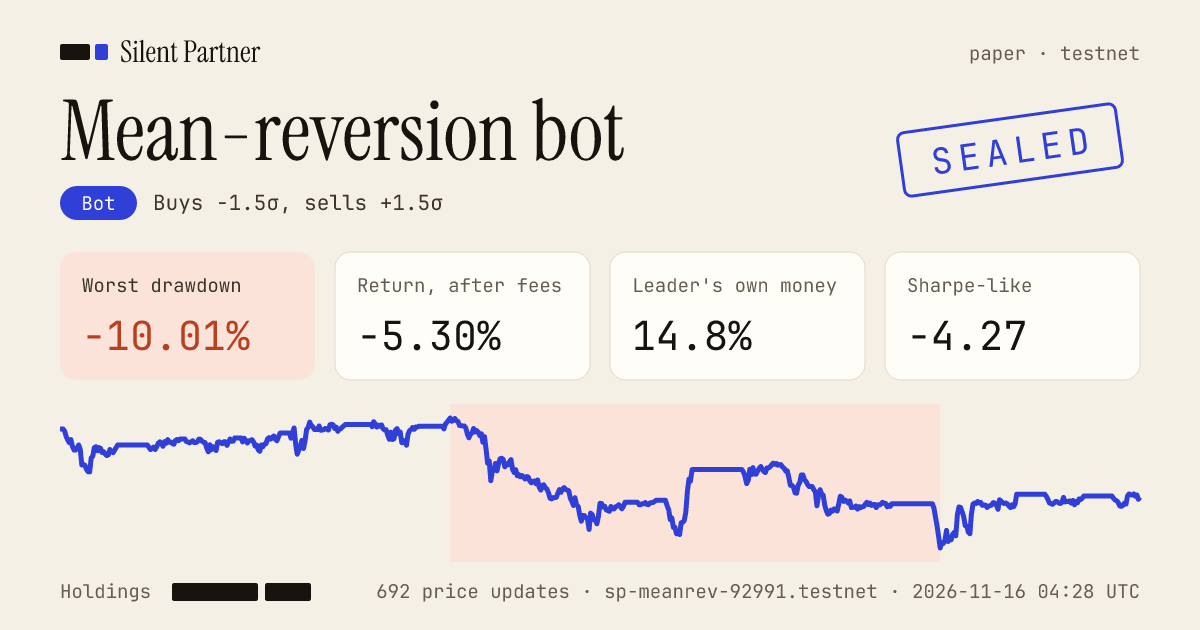 Silent Partner
paper · testnet
Mean-reversion bot
SEALED
Bot
Buys -1.5σ, sells +1.5σ
Worst drawdown
-10.01%
Return, after fees
-5.30%
Leader's own money
14.8%
Sharpe-like
-4.27
Holdings
692 price updates · sp-meanrev-92991.testnet · 2026-11-16 04:28 UTC